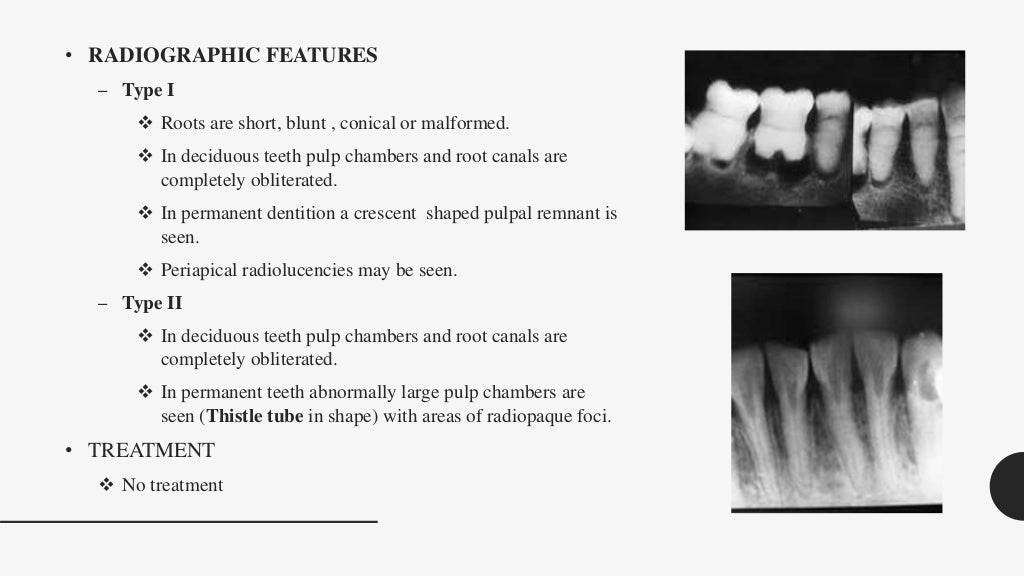 • RADIOGRAPHIC FEATURES
– Type I
❖ Roots are short, blunt , conical or malformed.
❖ In deciduous teeth pulp chambers and root canals are
completely obliterated.
❖ In permanent dentition a crescent  shaped pulpal remnant is
seen.
❖ Periapical radiolucencies may be seen.
– Type II
❖ In deciduous teeth pulp chambers and root canals are
completely obliterated.
❖ In permanent teeth abnormally large pulp chambers are
seen (Thistle tube in shape) with areas of radiopaque foci.
• TREATMENT
❖ No treatment